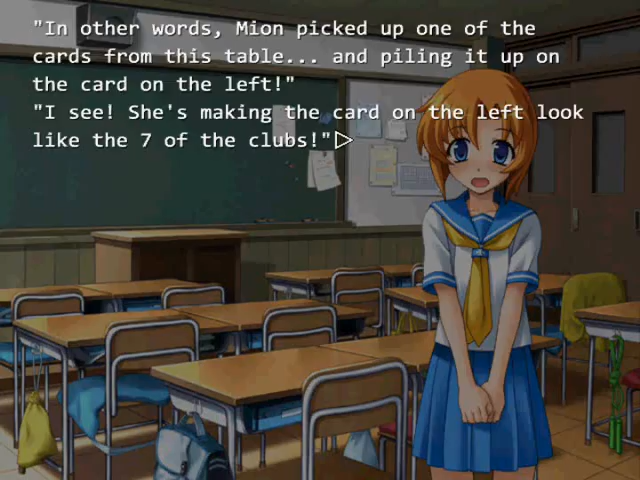 "In other words, Mion picked up one of the
cards from this table... and piling it up on
the card on the left!"
"I see! She's making the card on the left look
like the 7 of the clubs!"